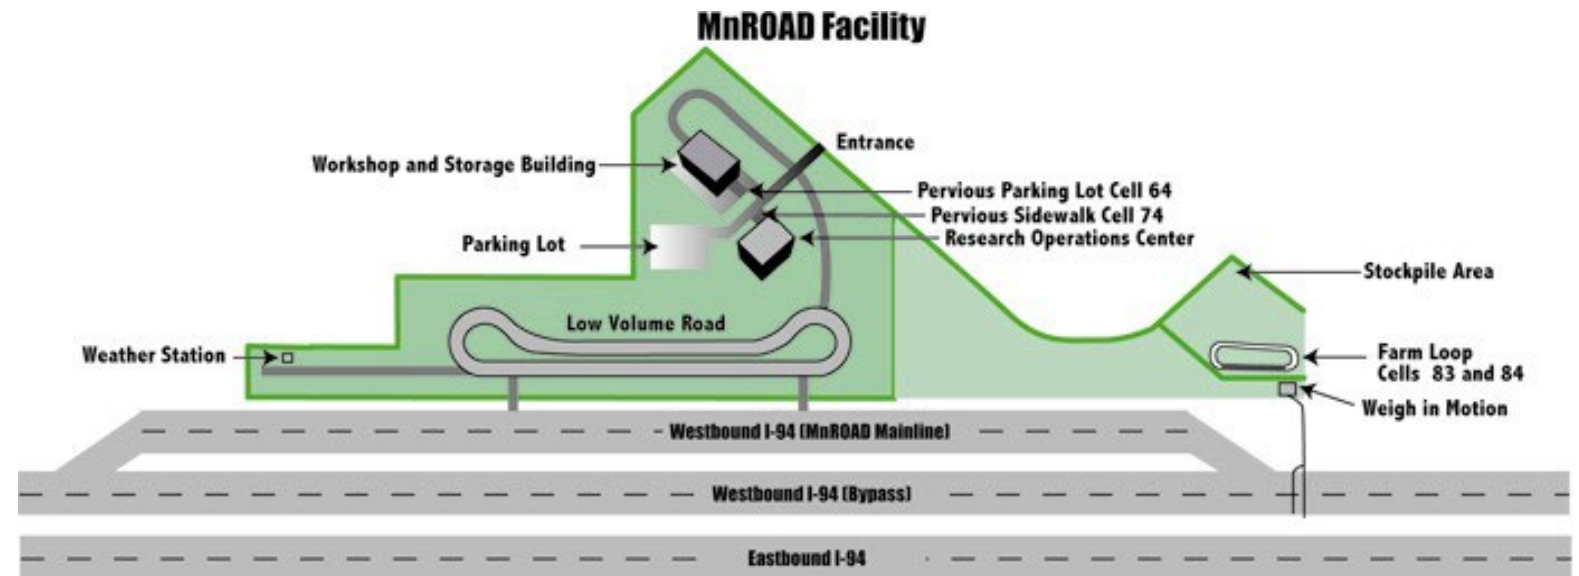 MnROAD Facility
Entrance
Workshop and Storage Building
Pervious Parking Lot Cell 64
Pervious Sidewalk Cell 74
Research Operations Center
Parking Lot
Stockpile Area
Low Volume Road
Weather Station
Farm Loop
Cells 83 and 84
Weigh in Motion
Westbound I-94 (MnROAD Mainline)
Westbound I-94 (Bypass)
Eastbound I-94